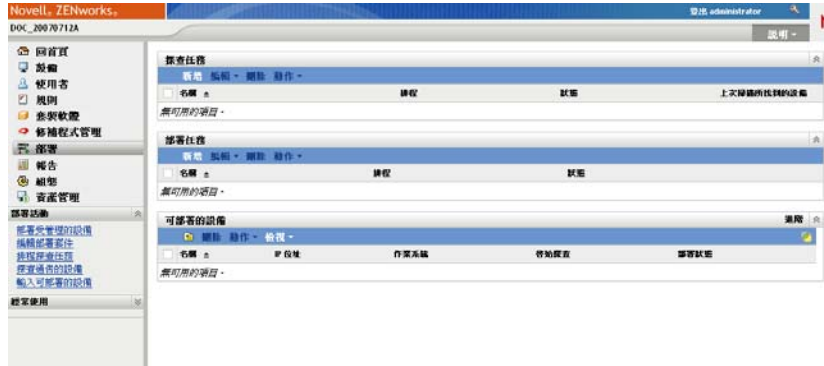 Novell® ZENworks®
登出 administrator
DOC_20070712A
說明
回首頁
設備
使用者
規則
套裝軟體
修補程式管理
部署
報告
組態
資產管理
部署活動
部署受管理的設備
編輯部署套件
排程探查任務
探查通告的設備
輸入可部署的設備
經常使用
探查任務
新增 編輯 刪除 動作
名稱 排程 狀態 上次掃描所找到的設備
無可用的項目。
部署任務
新增 編輯 刪除 動作
名稱 排程 狀態
無可用的項目。
可部署的設備 進階
刪除 動作 檢視
名稱 IP 位址 作業系統 啓始探查 部署狀態
無可用的項目。